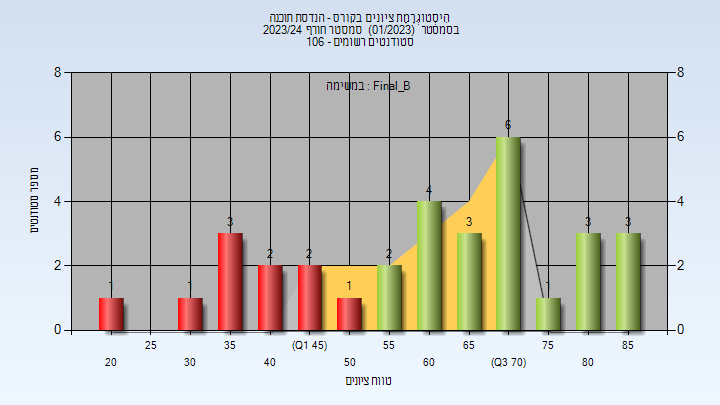 היסטוגרמת ציונים בקורס - הנדסת תוכנה
בסמסטר (01/2023) סמסטר חורף 2023/24
סטודנטים רשומים - 106
במשימה : Final_B
מספר סטודנטים
8 8
6 6
4 4
2 2
0 0
1 1 3 2 2 1 2 4 3 6 1 3 3
25 35 (Q1 45) 55 65 75 85
20 30 40 50 60 (Q3 70) 80
טווח ציונים